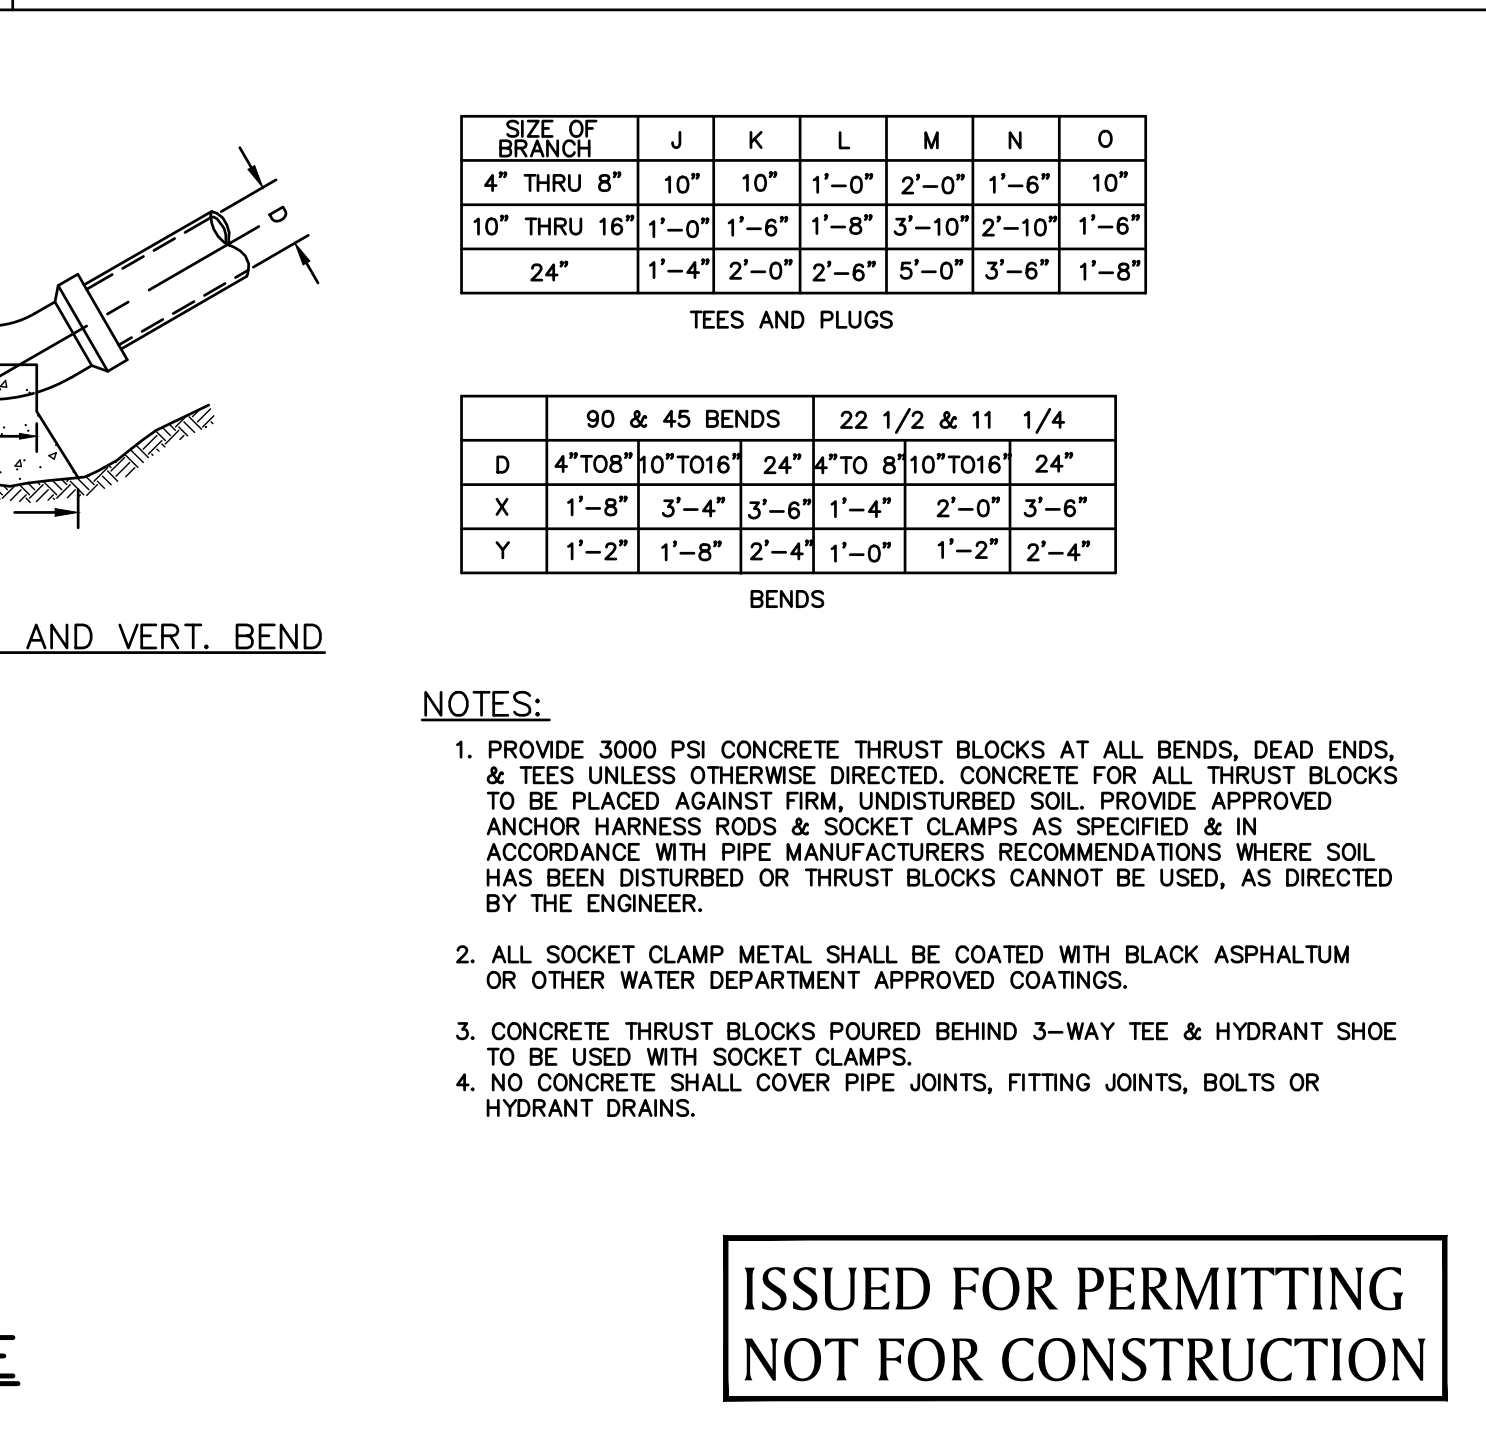 D
AND VERT. BEND
SIZE OF BRANCH J K L M N O
4” THRU 8” 10” 10” 1’–0” 2’–0” 1’–6” 10”
10” THRU 16” 1’–0” 1’–6” 1’–8” 3’–10” 2’–10” 1’–6”
24” 1’–4” 2’–0” 2’–6” 5’–0” 3’–6” 1’–8”
TEES AND PLUGS
90 & 45 BENDS 22 1/2 & 11 1/4
D 4”TO8” 10”TO16” 24” 4”TO 8” 10”TO16” 24”
X 1’–8” 3’–4” 3’–6” 1’–4” 2’–0” 3’–6”
Y 1’–2” 1’–8” 2’–4” 1’–0” 1’–2” 2’–4”
BENDS
NOTES:
1. PROVIDE 3000 PSI CONCRETE THRUST BLOCKS AT ALL BENDS, DEAD ENDS,
& TEES UNLESS OTHERWISE DIRECTED. CONCRETE FOR ALL THRUST BLOCKS
TO BE PLACED AGAINST FIRM, UNDISTURBED SOIL. PROVIDE APPROVED
ANCHOR HARNESS RODS & SOCKET CLAMPS AS SPECIFIED & IN
ACCORDANCE WITH PIPE MANUFACTURERS RECOMMENDATIONS WHERE SOIL
HAS BEEN DISTURBED OR THRUST BLOCKS CANNOT BE USED, AS DIRECTED
BY THE ENGINEER.
2. ALL SOCKET CLAMP METAL SHALL BE COATED WITH BLACK ASPHALTUM
OR OTHER WATER DEPARTMENT APPROVED COATINGS.
3. CONCRETE THRUST BLOCKS POURED BEHIND 3–WAY TEE & HYDRANT SHOE
TO BE USED WITH SOCKET CLAMPS.
4. NO CONCRETE SHALL COVER PIPE JOINTS, FITTING JOINTS, BOLTS OR
HYDRANT DRAINS.
ISSUED FOR PERMITTING
NOT FOR CONSTRUCTION